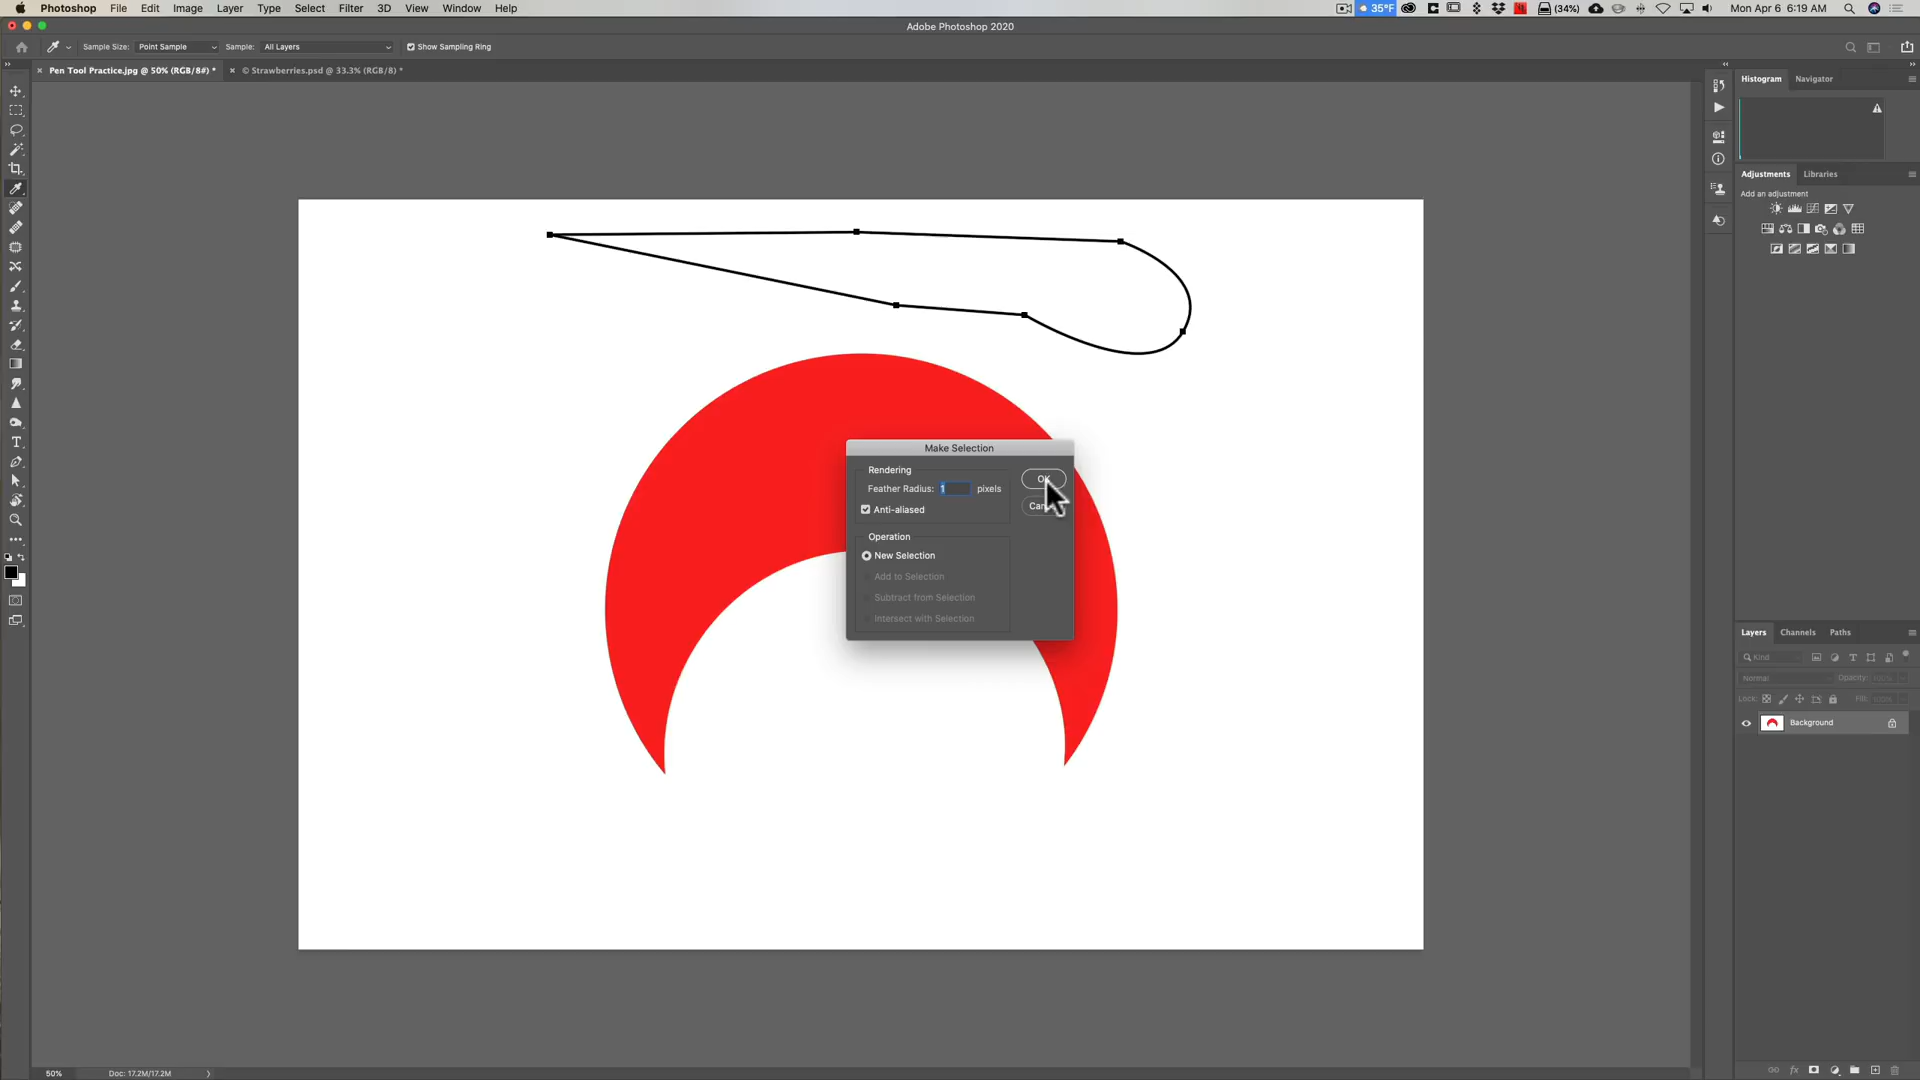 Photoshop File Edit Image Layer Type Select Filter 3D View Window Help 35°F (34%) Mon Apr 6 6:19 AM
Adobe Photoshop 2020
Sample Size: Point Sample Sample: All Layers Show Sampling Ring
Pen Tool Practice.jpg @ 50% (RGB/8#) * © Strawberries.psd @ 33.3% (RGB/8) *
Histogram Navigator
Adjustments Libraries
Add an adjustment
Make Selection
Rendering
Feather Radius: 1 pixels
Anti-aliased
Operation
New Selection
Add to Selection
Subtract from Selection
Intersect with Selection
OK
Layers Channels Paths
Kind
Normal Opacity: 100%
Lock: Fill: 100%
Background
50% Doc: 17.2M/17.2M